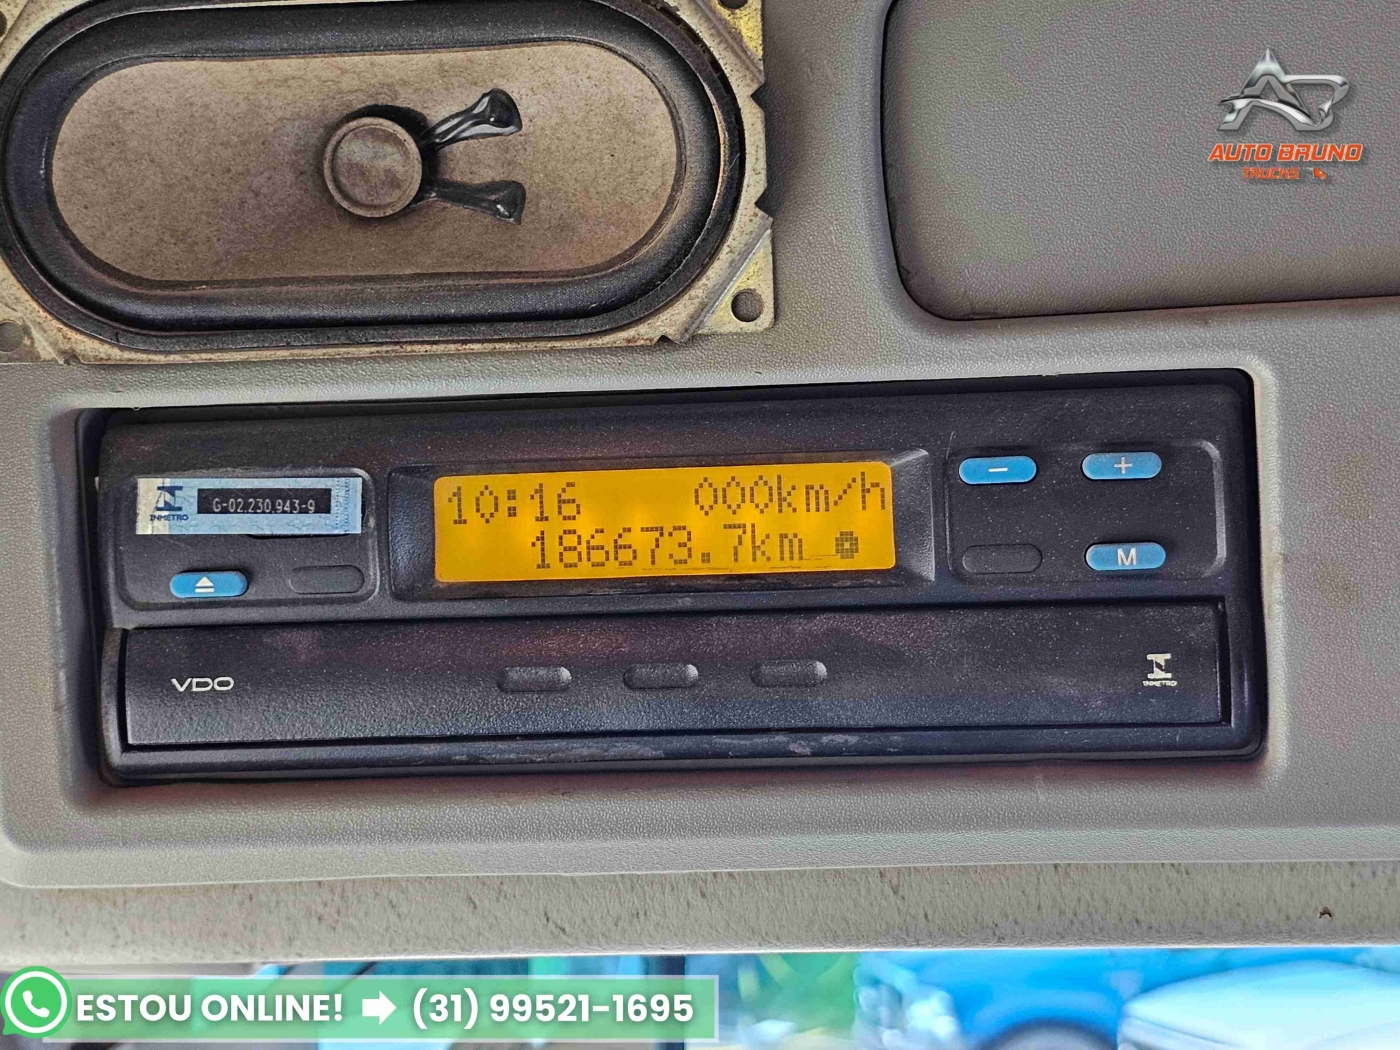 AUTO BRUNO
TRUCKS
INMETRO
G-02.230.943-9
10:16 000km/h
186673.7km
− +
M
VDO
INMETRO
ESTOU ONLINE! ➡ (31) 99521-1695